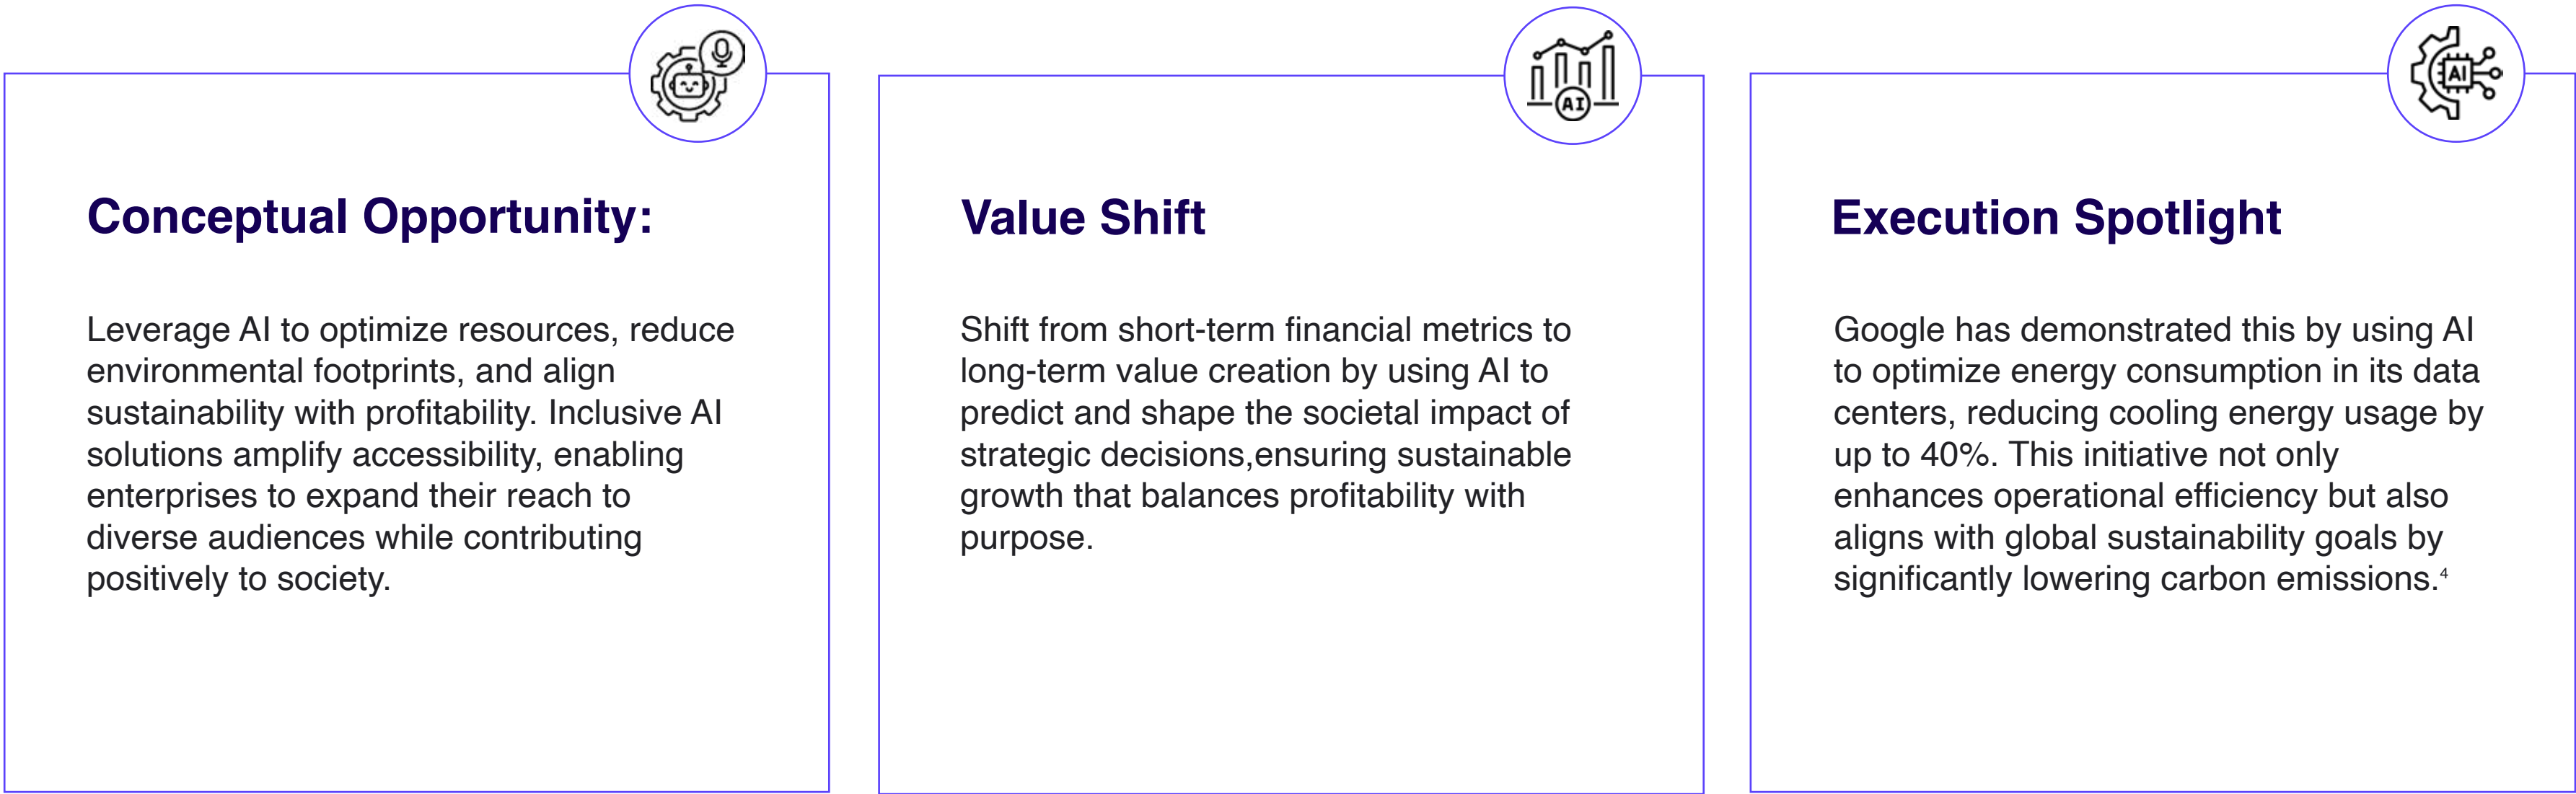 Conceptual Opportunity:
Leverage AI to optimize resources, reduce
environmental footprints, and align
sustainability with profitability. Inclusive AI
solutions amplify accessibility, enabling
enterprises to expand their reach to
diverse audiences while contributing
positively to society.
AI
Value Shift
Shift from short-term financial metrics to
long-term value creation by using AI to
predict and shape the societal impact of
strategic decisions,ensuring sustainable
growth that balances profitability with
purpose.
AI
Execution Spotlight
Google has demonstrated this by using AI
to optimize energy consumption in its data
centers, reducing cooling energy usage by
up to 40%. This initiative not only
enhances operational efficiency but also
aligns with global sustainability goals by
significantly lowering carbon emissions.⁴